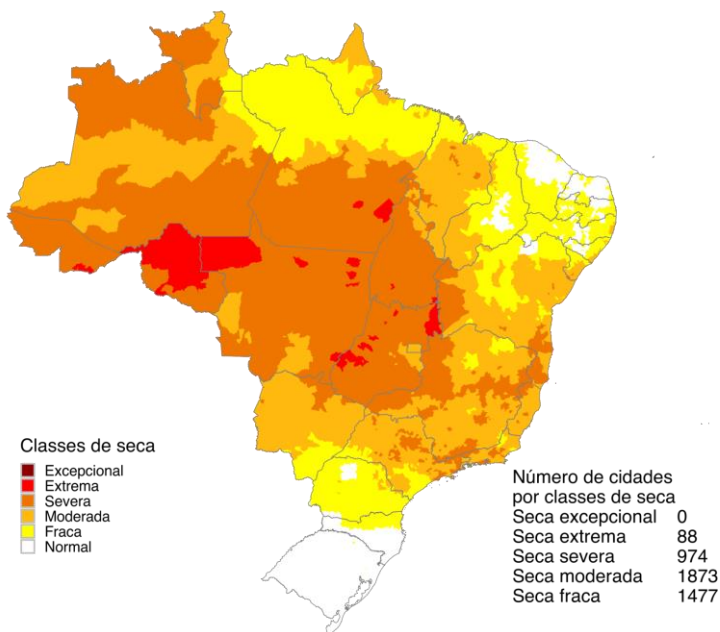 Classes de seca
Excepcional
Extrema
Severa
Moderada
Fraca
Normal
Número de cidades
por classes de seca
Seca excepcional 0
Seca extrema 88
Seca severa 974
Seca moderada 1873
Seca fraca 1477